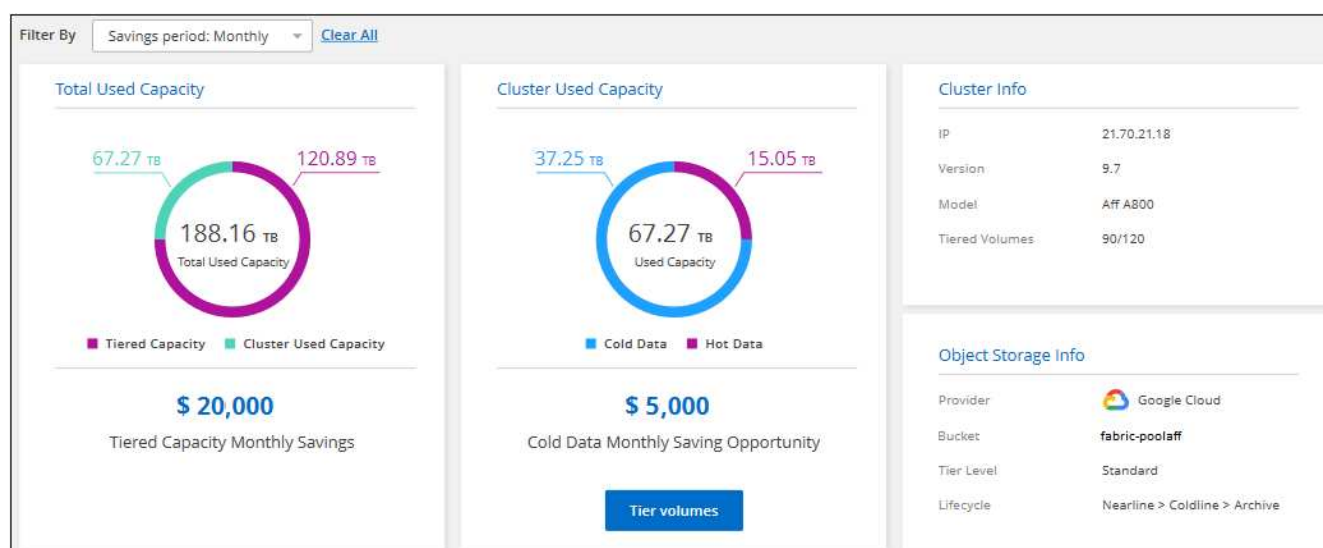 Filter By Savings period: Monthly Clear All
Total Used Capacity
67.27 TB 120.89 TB
188.16 TB
Total Used Capacity
Tiered Capacity Cluster Used Capacity
$ 20,000
Tiered Capacity Monthly Savings
Cluster Used Capacity
37.25 TB 15.05 TB
67.27 TB
Used Capacity
Cold Data Hot Data
$ 5,000
Cold Data Monthly Saving Opportunity
Tier volumes
Cluster Info
IP 21.70.21.18
Version 9.7
Model Aff A800
Tiered Volumes 90/120
Object Storage Info
Provider Google Cloud
Bucket fabric-poolaff
Tier Level Standard
Lifecycle Nearline > Coldline > Archive